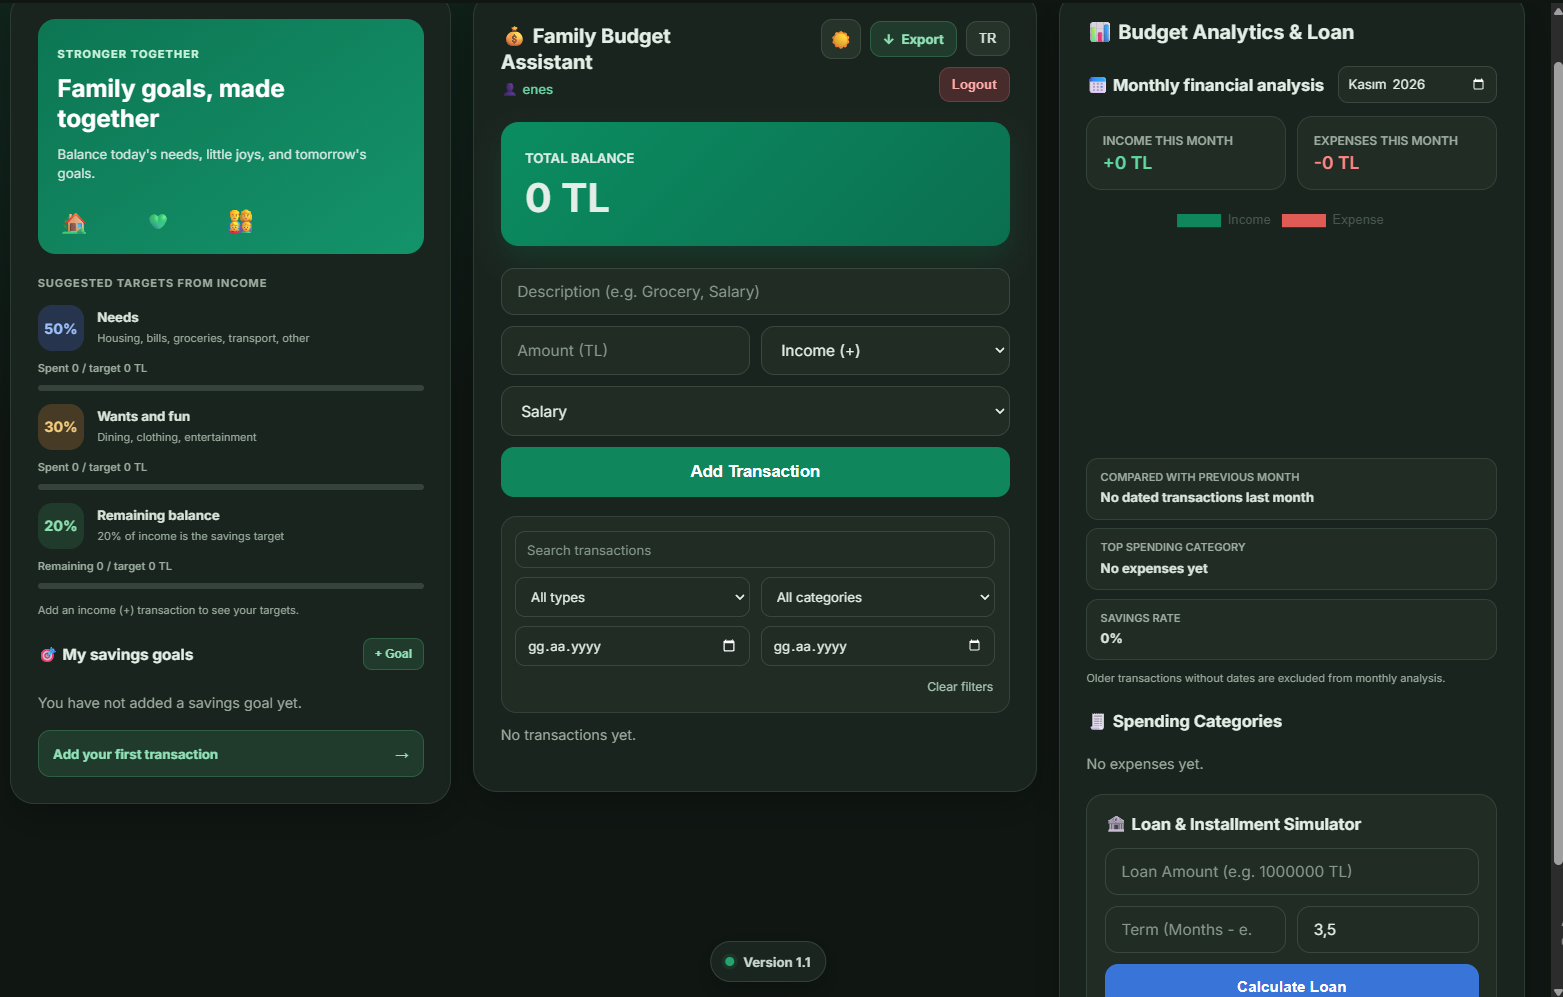 STRONGER TOGETHER
Family goals, made
together
Balance today's needs, little joys, and tomorrow's
goals.
SUGGESTED TARGETS FROM INCOME
50%
Needs
Housing, bills, groceries, transport, other
Spent 0 / target 0 TL
30%
Wants and fun
Dining, clothing, entertainment
Spent 0 / target 0 TL
20%
Remaining balance
20% of income is the savings target
Remaining 0 / target 0 TL
Add an income (+) transaction to see your targets.
My savings goals
+ Goal
You have not added a savings goal yet.
Add your first transaction →
Family Budget
Assistant
enes
↓ Export
TR
Logout
TOTAL BALANCE
0 TL
Description (e.g. Grocery, Salary)
Amount (TL)
Income (+)
Salary
Add Transaction
Search transactions
All types
All categories
gg.aa.yyyy
gg.aa.yyyy
Clear filters
No transactions yet.
Version 1.1
Budget Analytics & Loan
Monthly financial analysis
Kasım 2026
INCOME THIS MONTH
+0 TL
EXPENSES THIS MONTH
-0 TL
Income
Expense
COMPARED WITH PREVIOUS MONTH
No dated transactions last month
TOP SPENDING CATEGORY
No expenses yet
SAVINGS RATE
0%
Older transactions without dates are excluded from monthly analysis.
Spending Categories
No expenses yet.
Loan & Installment Simulator
Loan Amount (e.g. 1000000 TL)
Term (Months - e.
3,5
Calculate Loan